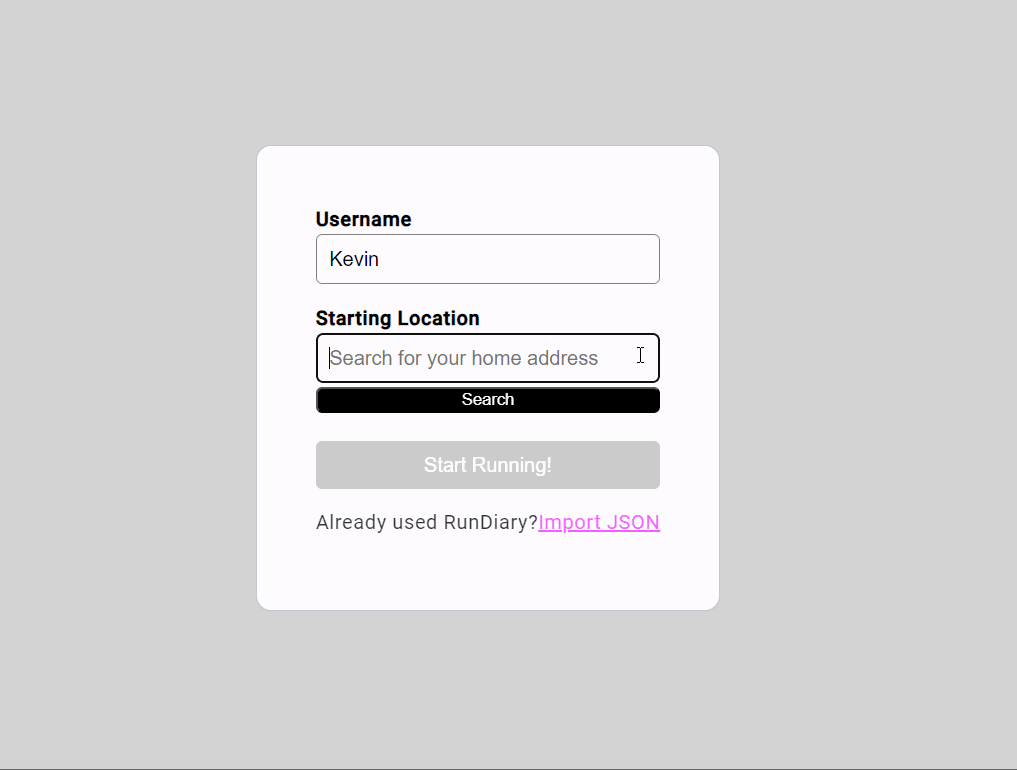 Username
Kevin
Starting Location
Search for your home address
Search
Start Running!
Already used RunDiary?Import JSON